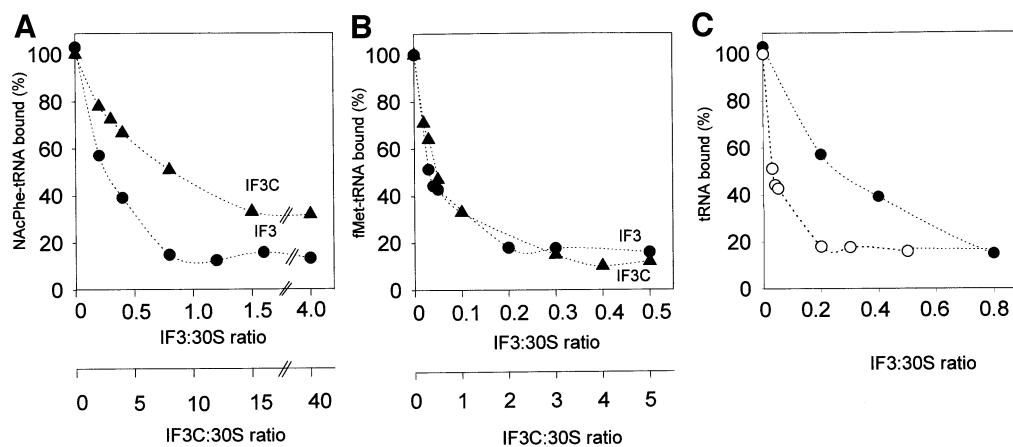 A
NAcPhe-tRNA bound (%)
100
80
60
40
20
0
IF3C
IF3
0 0.5 1.0 1.5 4.0
IF3:30S ratio
0 5 10 15 40
IF3C:30S ratio
B
fMet-tRNA bound (%)
100
80
60
40
20
0
IF3
IF3C
0 0.1 0.2 0.3 0.4 0.5
IF3:30S ratio
0 1 2 3 4 5
IF3C:30S ratio
C
tRNA bound (%)
100
80
60
40
20
0
0 0.2 0.4 0.6 0.8
IF3:30S ratio